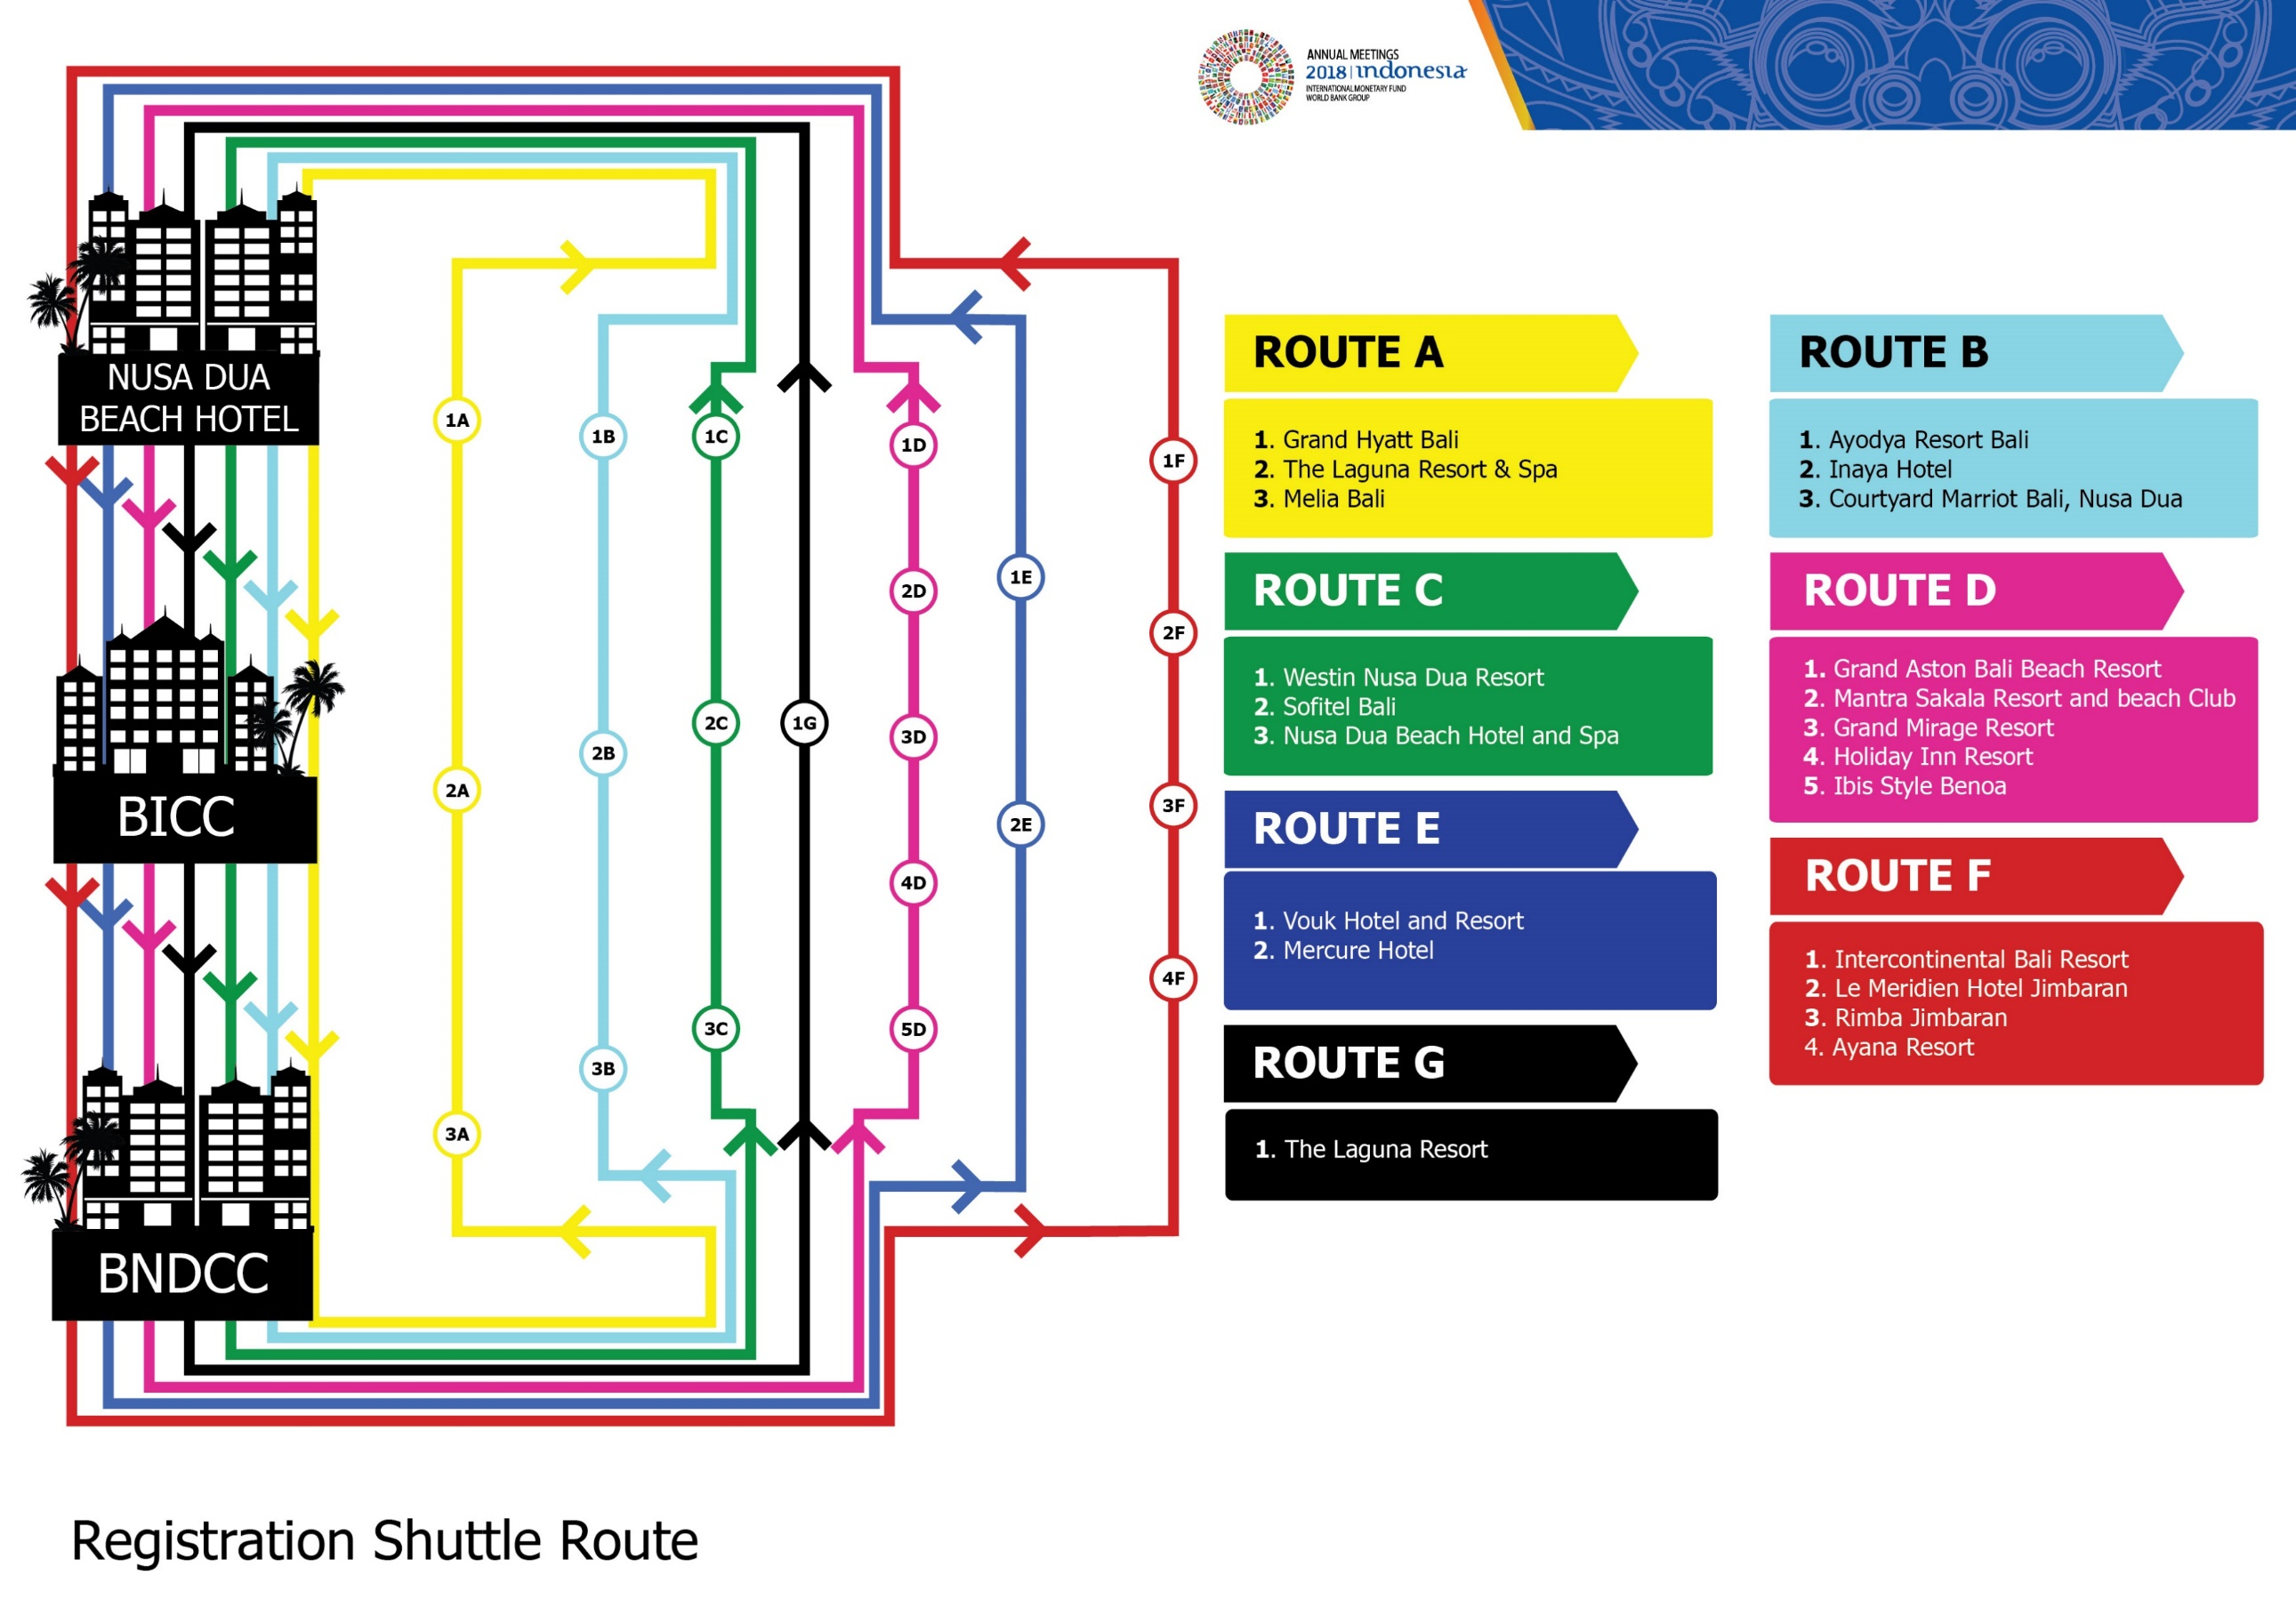 ANNUAL MEETINGS
2018 | indonesia
INTERNATIONAL MONETARY FUND
WORLD BANK GROUP
NUSA DUA
BEACH HOTEL
BICC
BNDCC
1A
2A
3A
1B
2B
3B
1C
2C
3C
1G
1D
2D
3D
4D
5D
1E
2E
1F
2F
3F
4F
ROUTE A
1. Grand Hyatt Bali
2. The Laguna Resort & Spa
3. Melia Bali
ROUTE B
1. Ayodya Resort Bali
2. Inaya Hotel
3. Courtyard Marriot Bali, Nusa Dua
ROUTE C
1. Westin Nusa Dua Resort
2. Sofitel Bali
3. Nusa Dua Beach Hotel and Spa
ROUTE D
1. Grand Aston Bali Beach Resort
2. Mantra Sakala Resort and beach Club
3. Grand Mirage Resort
4. Holiday Inn Resort
5. Ibis Style Benoa
ROUTE E
1. Vouk Hotel and Resort
2. Mercure Hotel
ROUTE F
1. Intercontinental Bali Resort
2. Le Meridien Hotel Jimbaran
3. Rimba Jimbaran
4. Ayana Resort
ROUTE G
1. The Laguna Resort
Registration Shuttle Route